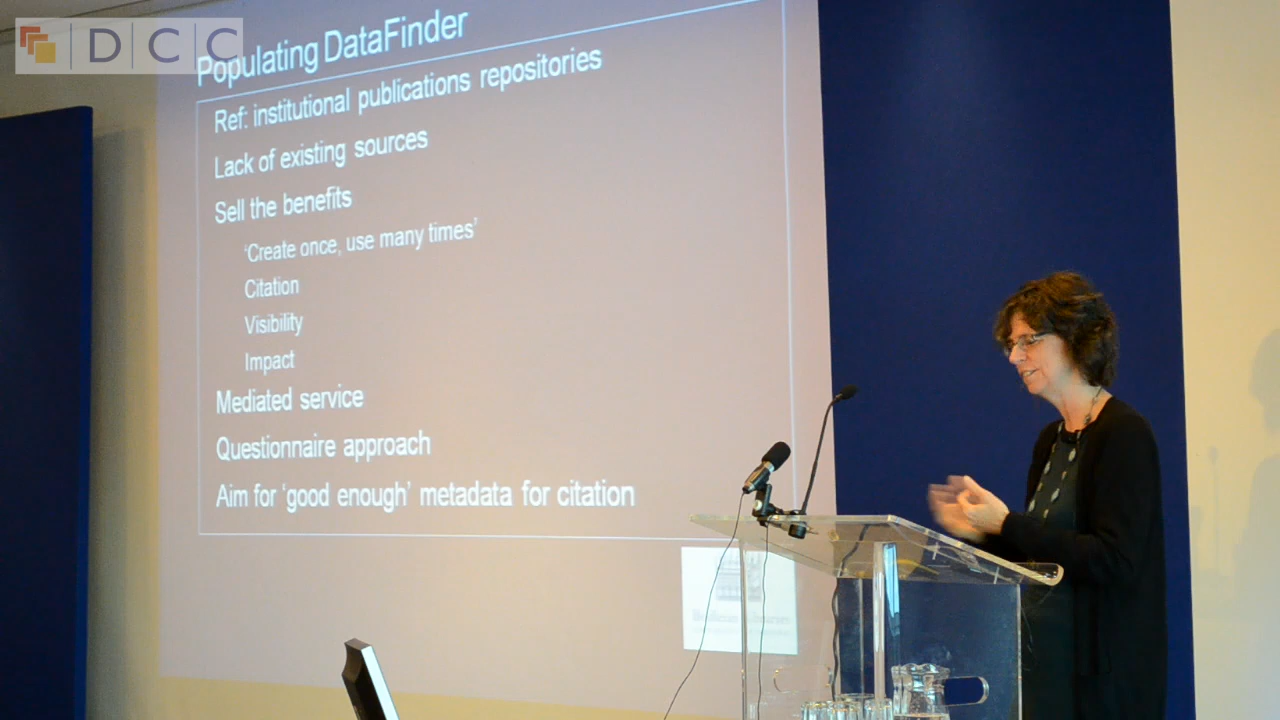 DCC
Populating DataFinder
Ref: institutional publications repositories
Lack of existing sources
Sell the benefits
‘Create once, use many times’
Citation
Visibility
Impact
Mediated service
Questionnaire approach
Aim for ‘good enough’ metadata for citation